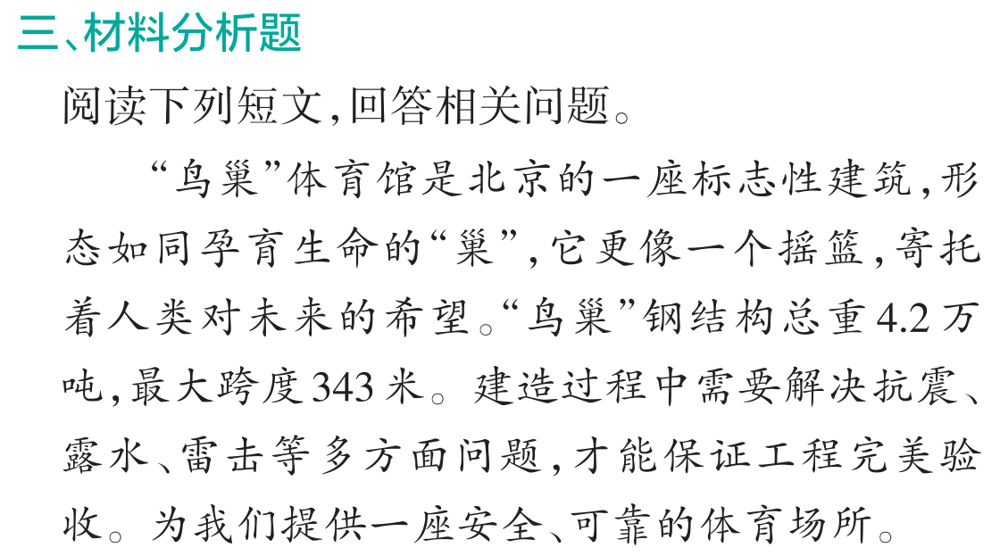 三、材料分析题
阅读下列短文,回答相关问题。
“鸟巢”体育馆是北京的一座标志性建筑,形
态如同孕育生命的“巢”,它更像一个摇篮,寄托
着人类对未来的希望。“鸟巢”钢结构总重4.2万
吨,最大跨度343米。建造过程中需要解决抗震、
露水、雷击等多方面问题,才能保证工程完美验
收。为我们提供一座安全、可靠的体育场所。